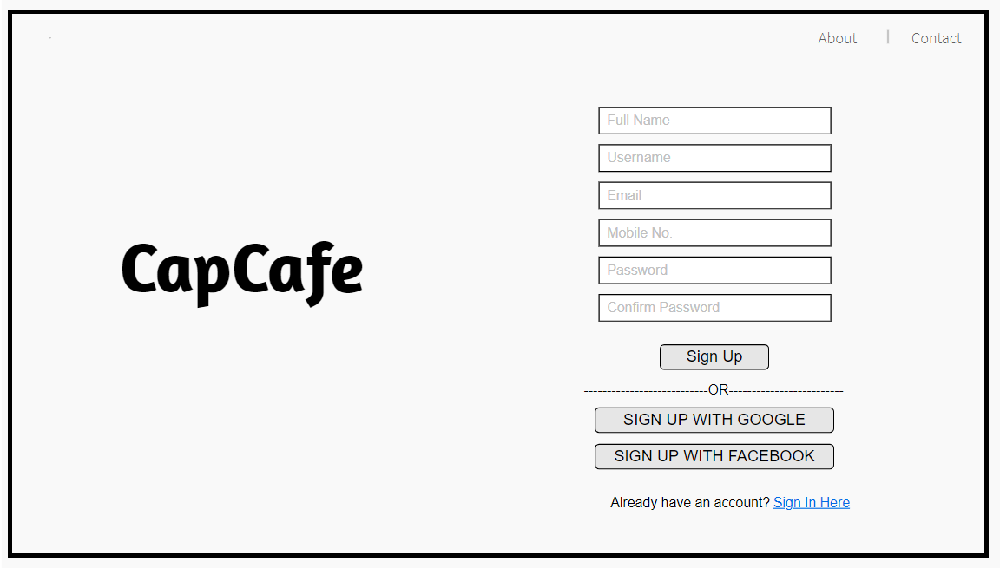 About | Contact
Full Name
Username
Email
Mobile No.
Password
Confirm Password
CapCafe
Sign Up
---------------------------OR-------------------------
SIGN UP WITH GOOGLE
SIGN UP WITH FACEBOOK
Already have an account? Sign In Here